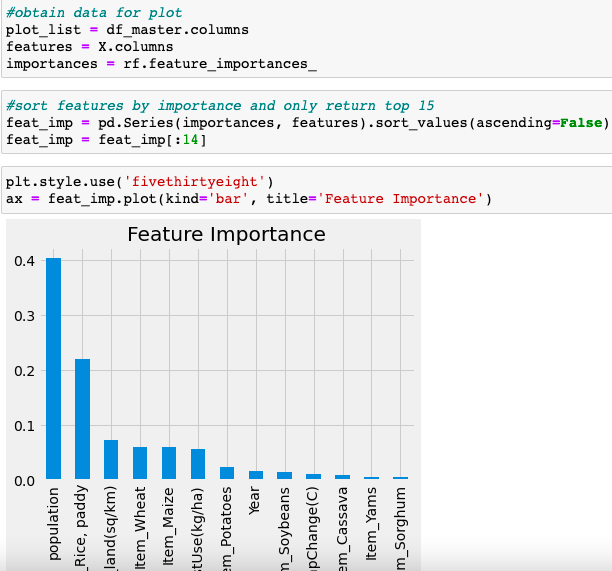 #obtain data for plot
plot_list = df_master.columns
features = X.columns
importances = rf.feature_importances_
#sort features by importance and only return top 15
feat_imp = pd.Series(importances, features).sort_values(ascending=False)
feat_imp = feat_imp[:14]
plt.style.use('fivethirtyeight')
ax = feat_imp.plot(kind='bar', title='Feature Importance')
Feature Importance
0.4
0.3
0.2
0.1
0.0
population
_Rice, paddy
land(sq/km)
Item_Wheat
Item_Maize
tUse(kg/ha)
em_Potatoes
Year
m_Soybeans
pChange(C)
em_Cassava
Item_Yams
m_Sorghum